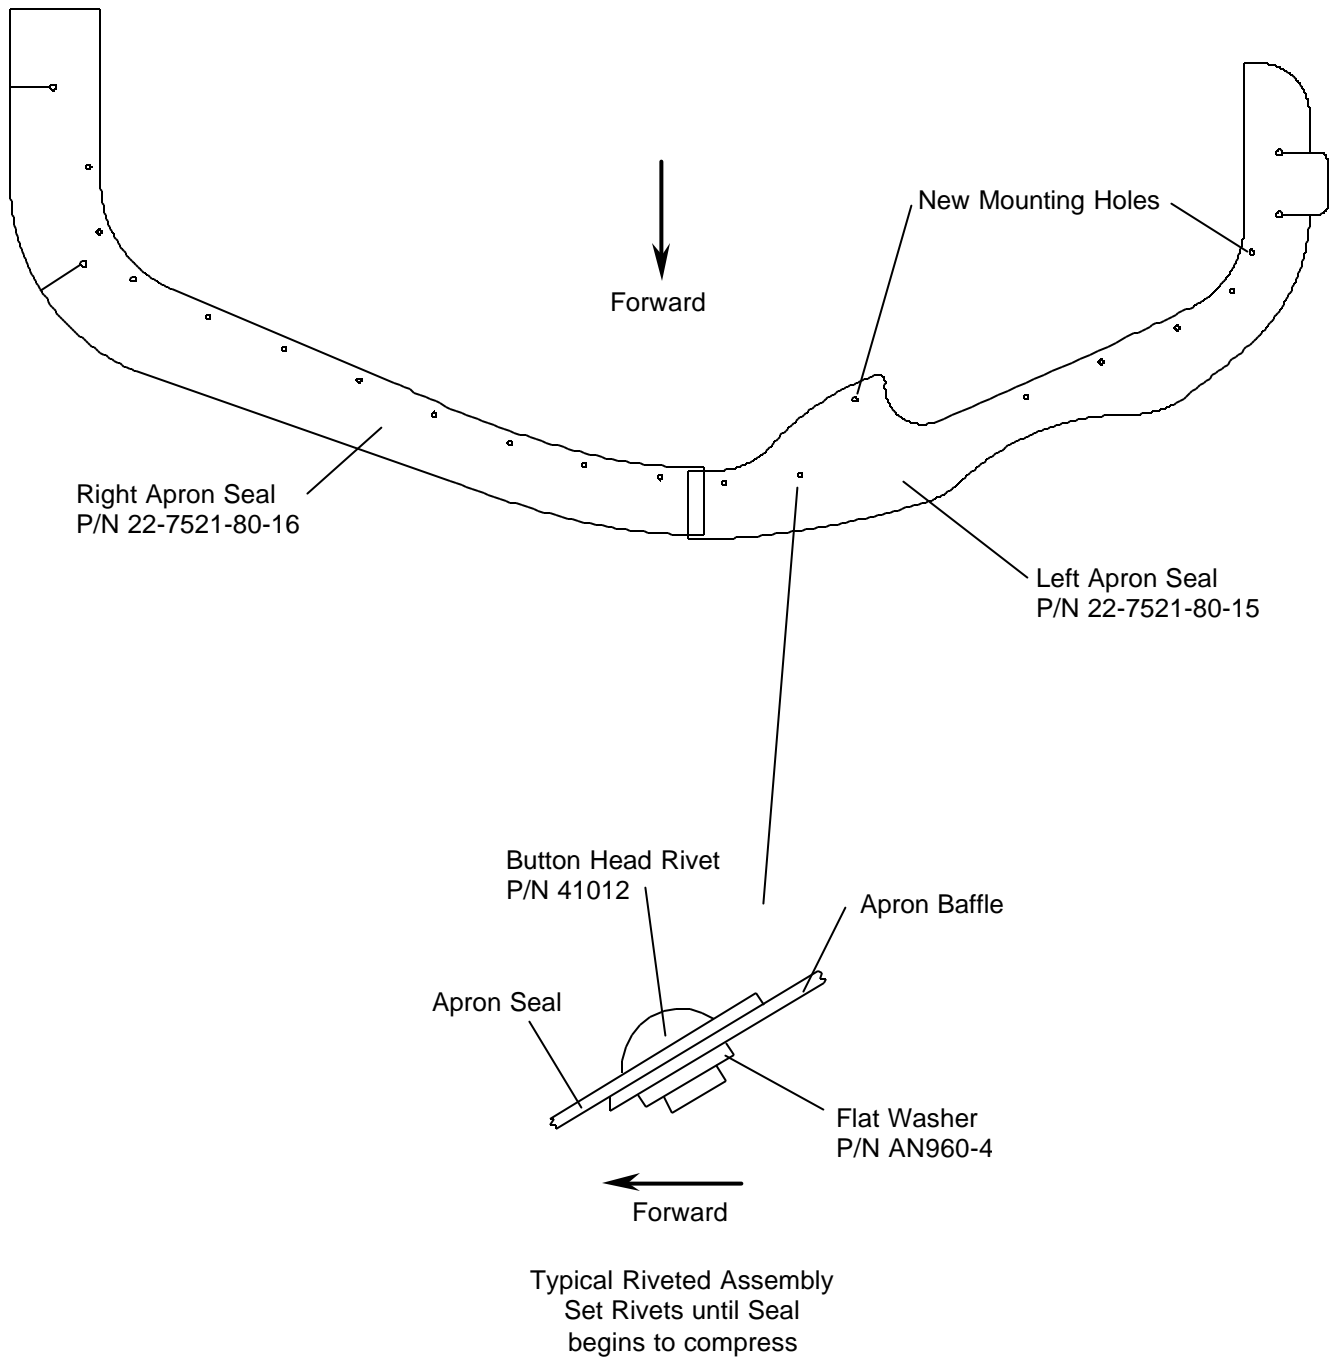 New Mounting Holes
Forward
Right Apron Seal
P/N 22-7521-80-16
Left Apron Seal
P/N 22-7521-80-15
Button Head Rivet
P/N 41012
Apron Baffle
Apron Seal
Flat Washer
P/N AN960-4
Forward
Typical Riveted Assembly
Set Rivets until Seal
begins to compress